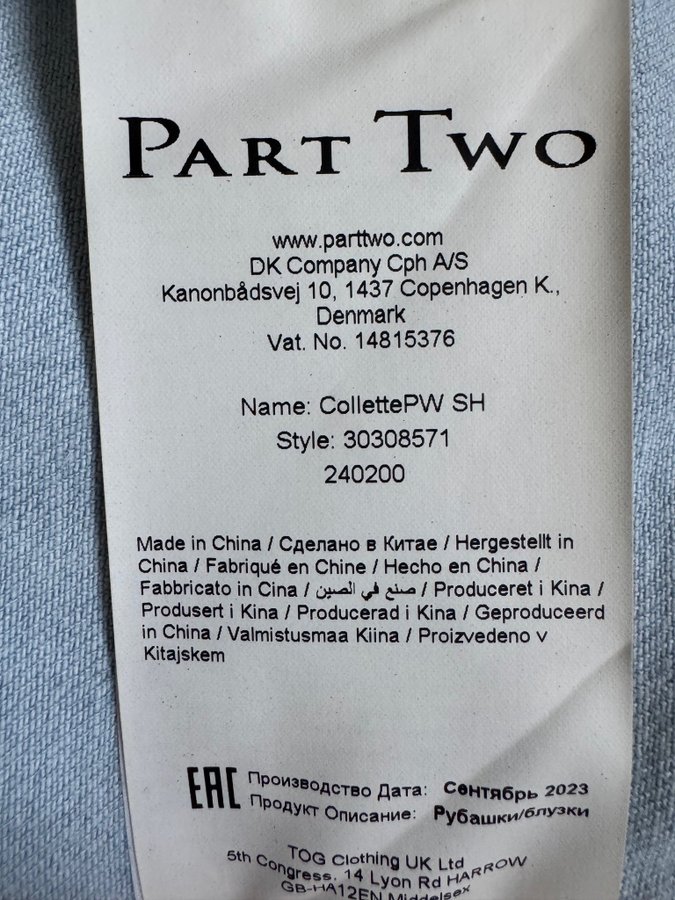 PART TWO
www.parttwo.com
DK Company Cph A/S
Kanonbådsvej 10, 1437 Copenhagen K.,
Denmark
Vat. No. 14815376
Name: CollettePW SH
Style: 30308571
240200
Made in China / Сделано в Китае / Hergestellt in
China / Fabriqué en Chine / Hecho en China /
Fabbricato in Cina / صنع في الصين / Produceret i Kina /
Produsert i Kina / Producerad i Kina / Geproduceerd
in China / Valmistusmaa Kiina / Proizvedeno v
Kitajskem
EAC Производство Дата: Сентябрь 2023
Продукт Описание: Рубашки/блузки
TOG Clothing UK Ltd
5th Congress. 14 Lyon Rd HARROW
GB-HA12EN Middelsex